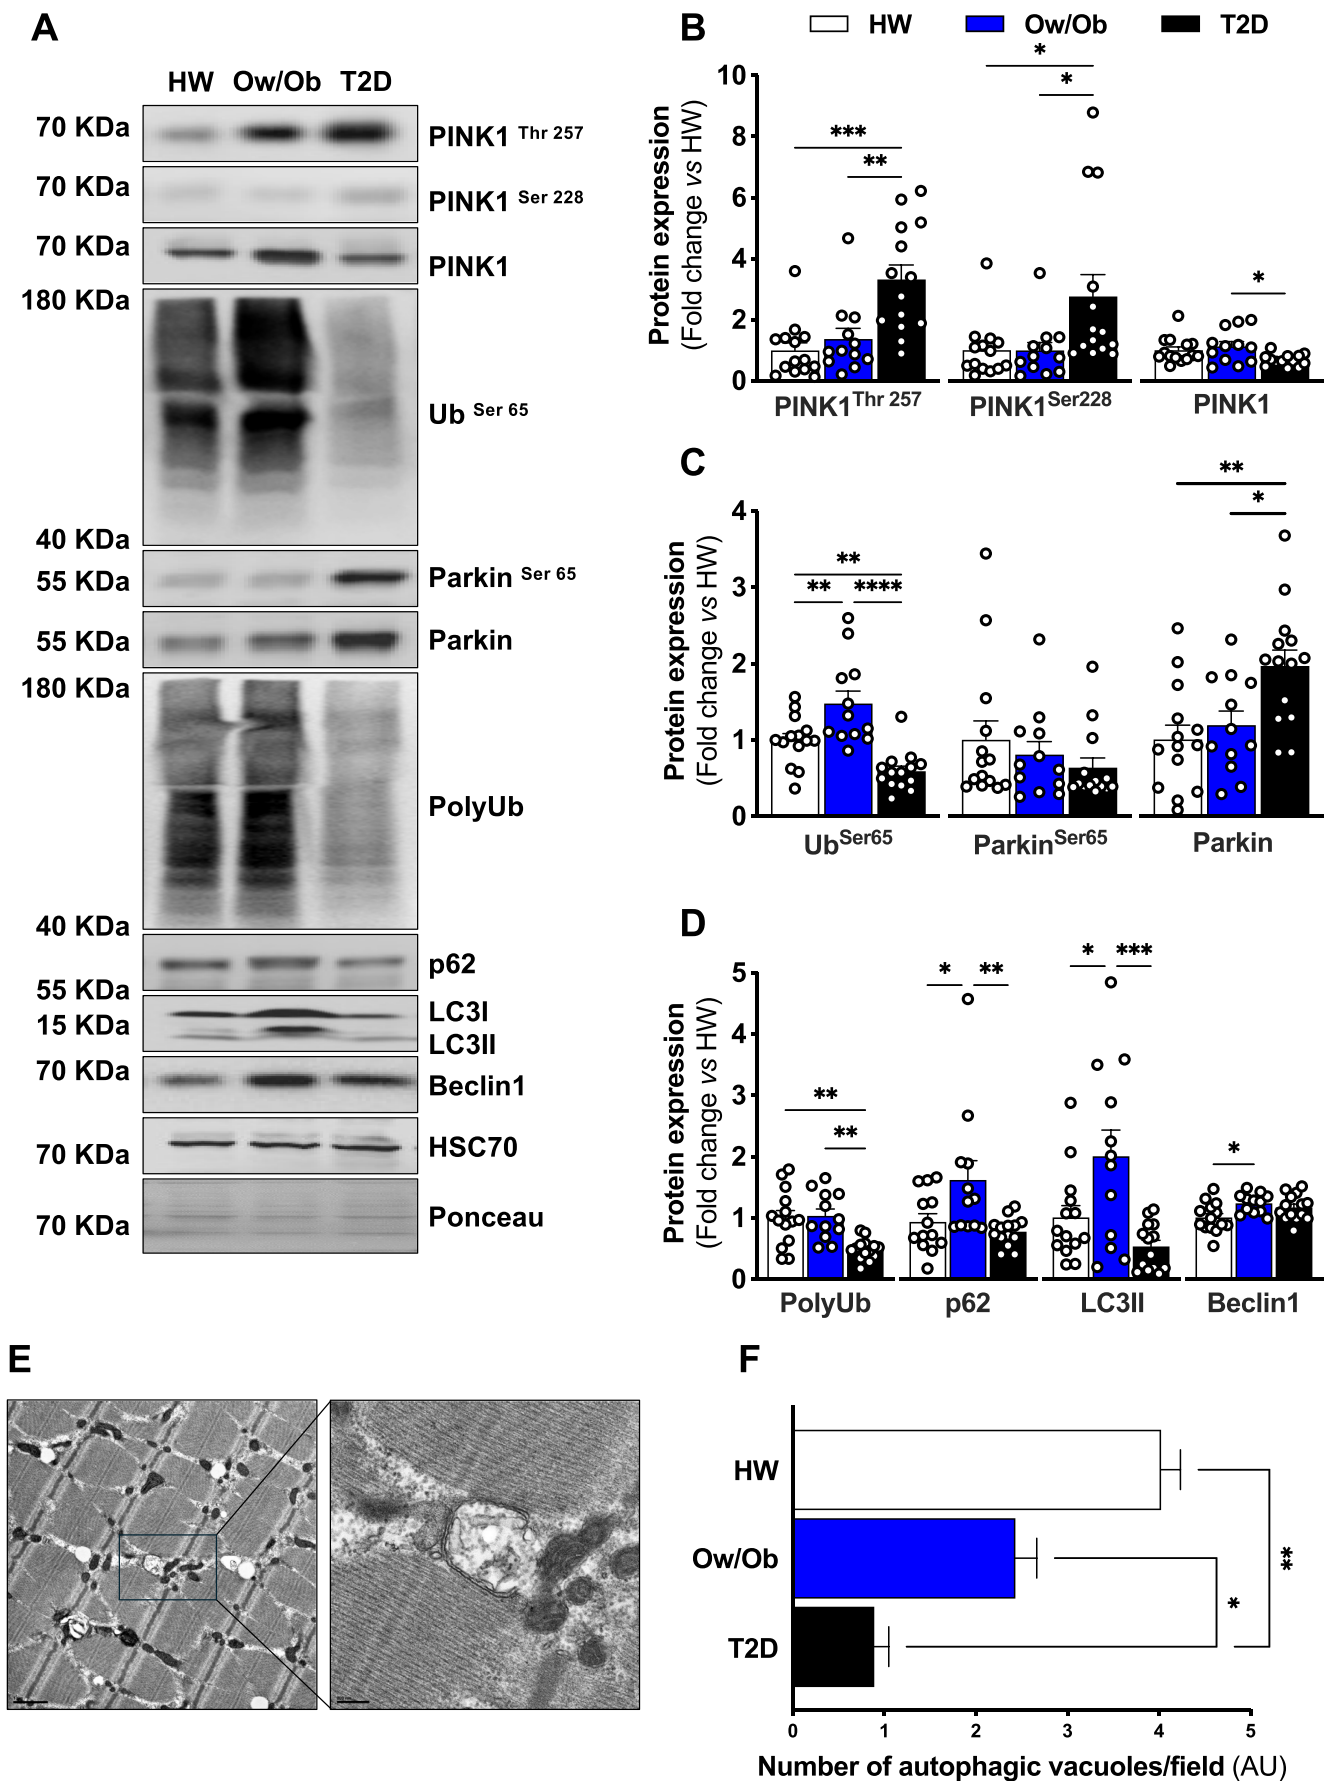 A
HW Ow/Ob T2D
70 KDa PINK1 Thr 257
70 KDa PINK1 Ser 228
70 KDa PINK1
180 KDa
Ub Ser 65
40 KDa
55 KDa Parkin Ser 65
55 KDa Parkin
180 KDa
PolyUb
40 KDa
p62
55 KDa
LC3I
15 KDa
LC3II
70 KDa
Beclin1
70 KDa HSC70
70 KDa Ponceau
B
HW Ow/Ob T2D
Protein expression
(Fold change vs HW)
10
8
6
4
2
0
* * *** ** *
PINK1Thr 257 PINK1Ser228 PINK1
C
Protein expression
(Fold change vs HW)
4
3
2
1
0
** ** **** ** *
UbSer65 ParkinSer65 Parkin
D
Protein expression
(Fold change vs HW)
5
4
3
2
1
0
** ** * ** * *** *
PolyUb p62 LC3II Beclin1
E
F
HW
Ow/Ob
T2D
** *
0 1 2 3 4 5
Number of autophagic vacuoles/field (AU)